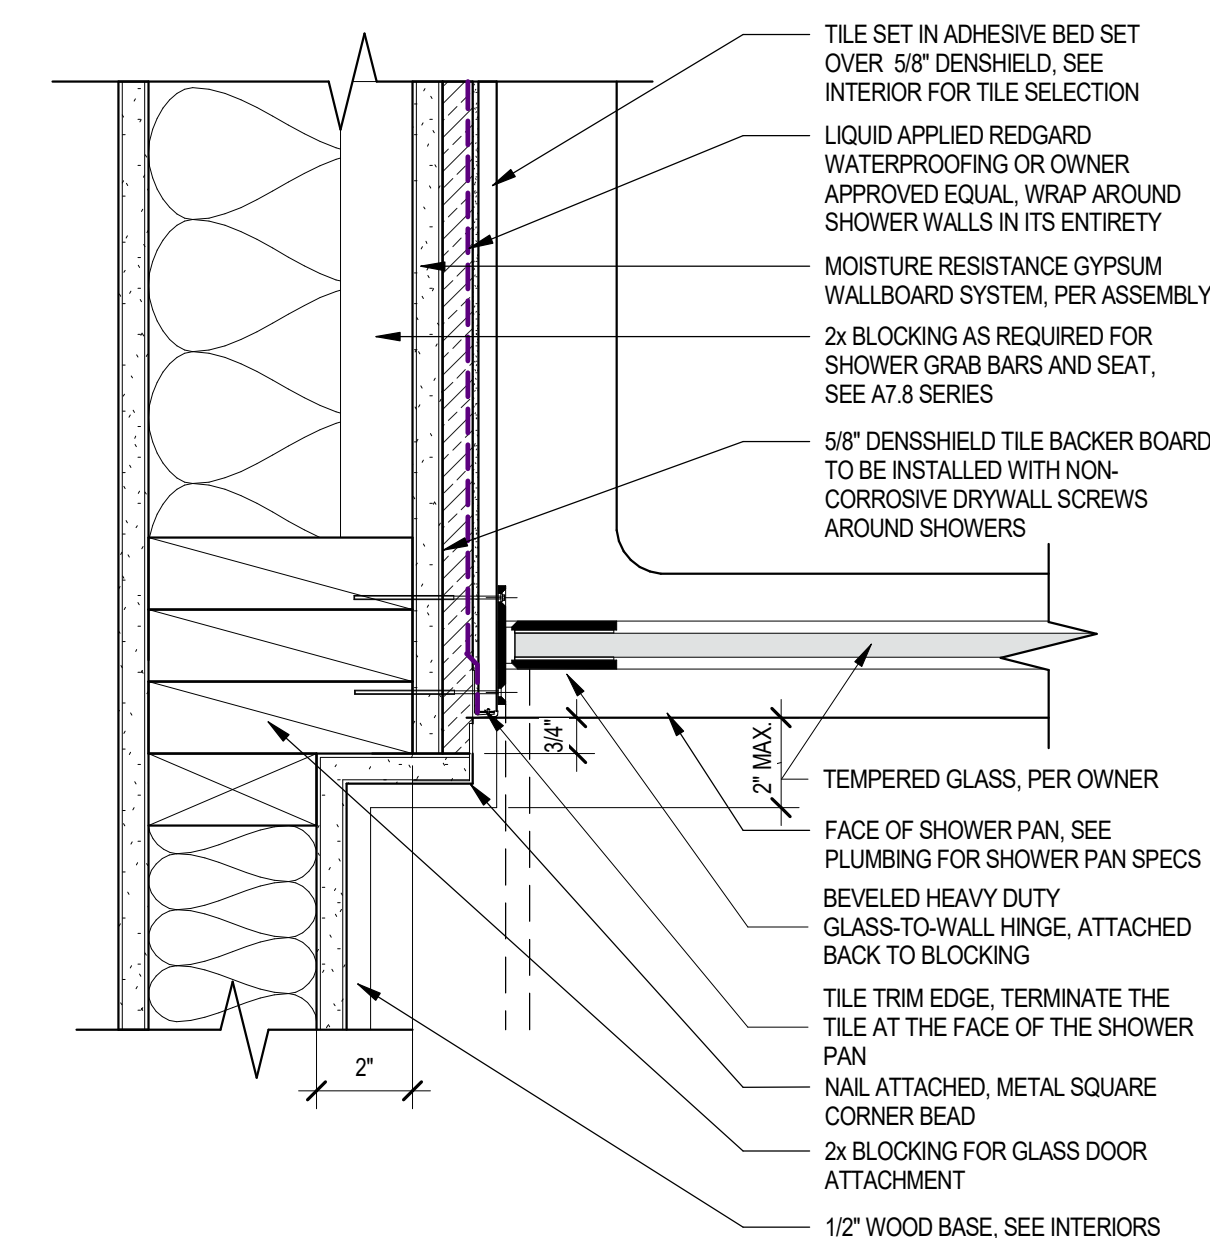 TILE SET IN ADHESIVE BED SET
OVER 5/8" DENSHIELD, SEE
INTERIOR FOR TILE SELECTION
LIQUID APPLIED REDGARD
WATERPROOFING OR OWNER
APPROVED EQUAL, WRAP AROUND
SHOWER WALLS IN ITS ENTIRETY
MOISTURE RESISTANCE GYPSUM
WALLBOARD SYSTEM, PER ASSEMBLY
2x BLOCKING AS REQUIRED FOR
SHOWER GRAB BARS AND SEAT,
SEE A7.8 SERIES
5/8" DENSSHIELD TILE BACKER BOARD
TO BE INSTALLED WITH NON-
CORROSIVE DRYWALL SCREWS
AROUND SHOWERS
3/4"
2" MAX.
TEMPERED GLASS, PER OWNER
FACE OF SHOWER PAN, SEE
PLUMBING FOR SHOWER PAN SPECS
BEVELED HEAVY DUTY
GLASS-TO-WALL HINGE, ATTACHED
BACK TO BLOCKING
TILE TRIM EDGE, TERMINATE THE
TILE AT THE FACE OF THE SHOWER
PAN
2"
NAIL ATTACHED, METAL SQUARE
CORNER BEAD
2x BLOCKING FOR GLASS DOOR
ATTACHMENT
1/2" WOOD BASE, SEE INTERIORS